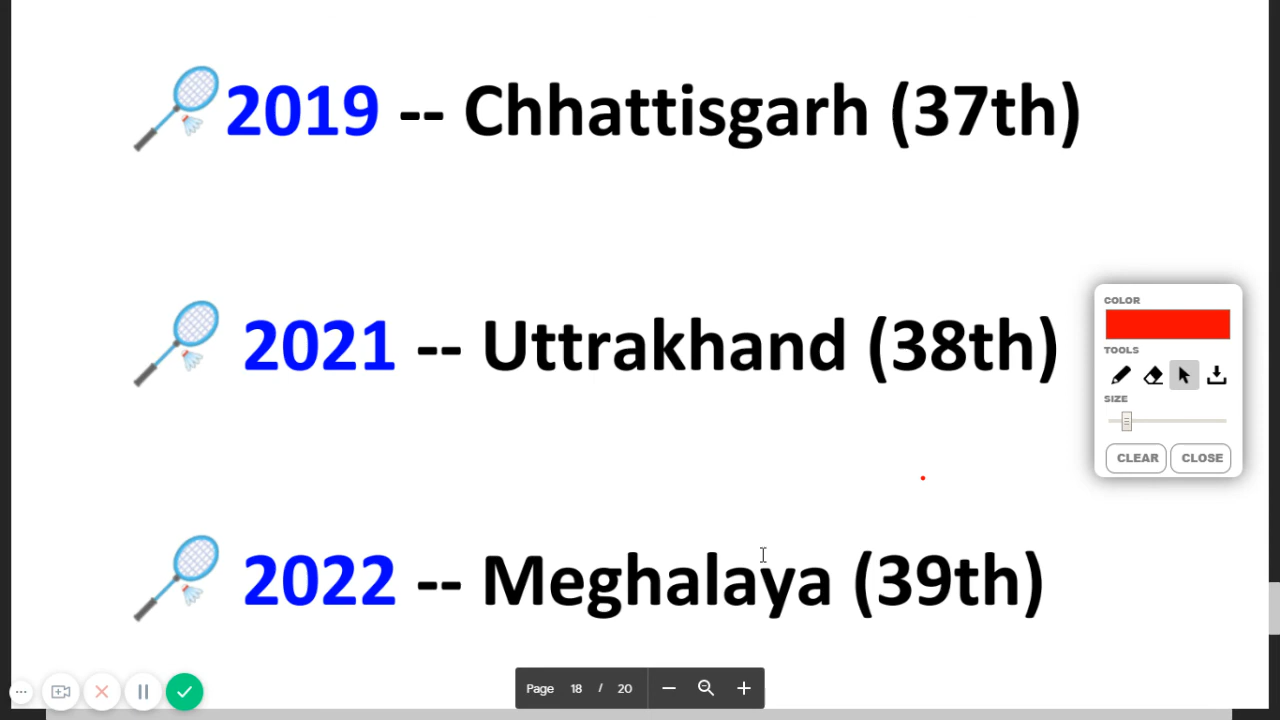 2019 -- Chhattisgarh (37th)
2021 -- Uttrakhand (38th)
COLOR
TOOLS
SIZE
CLEAR CLOSE
2022 -- Meghalaya (39th)
Page 18 / 20